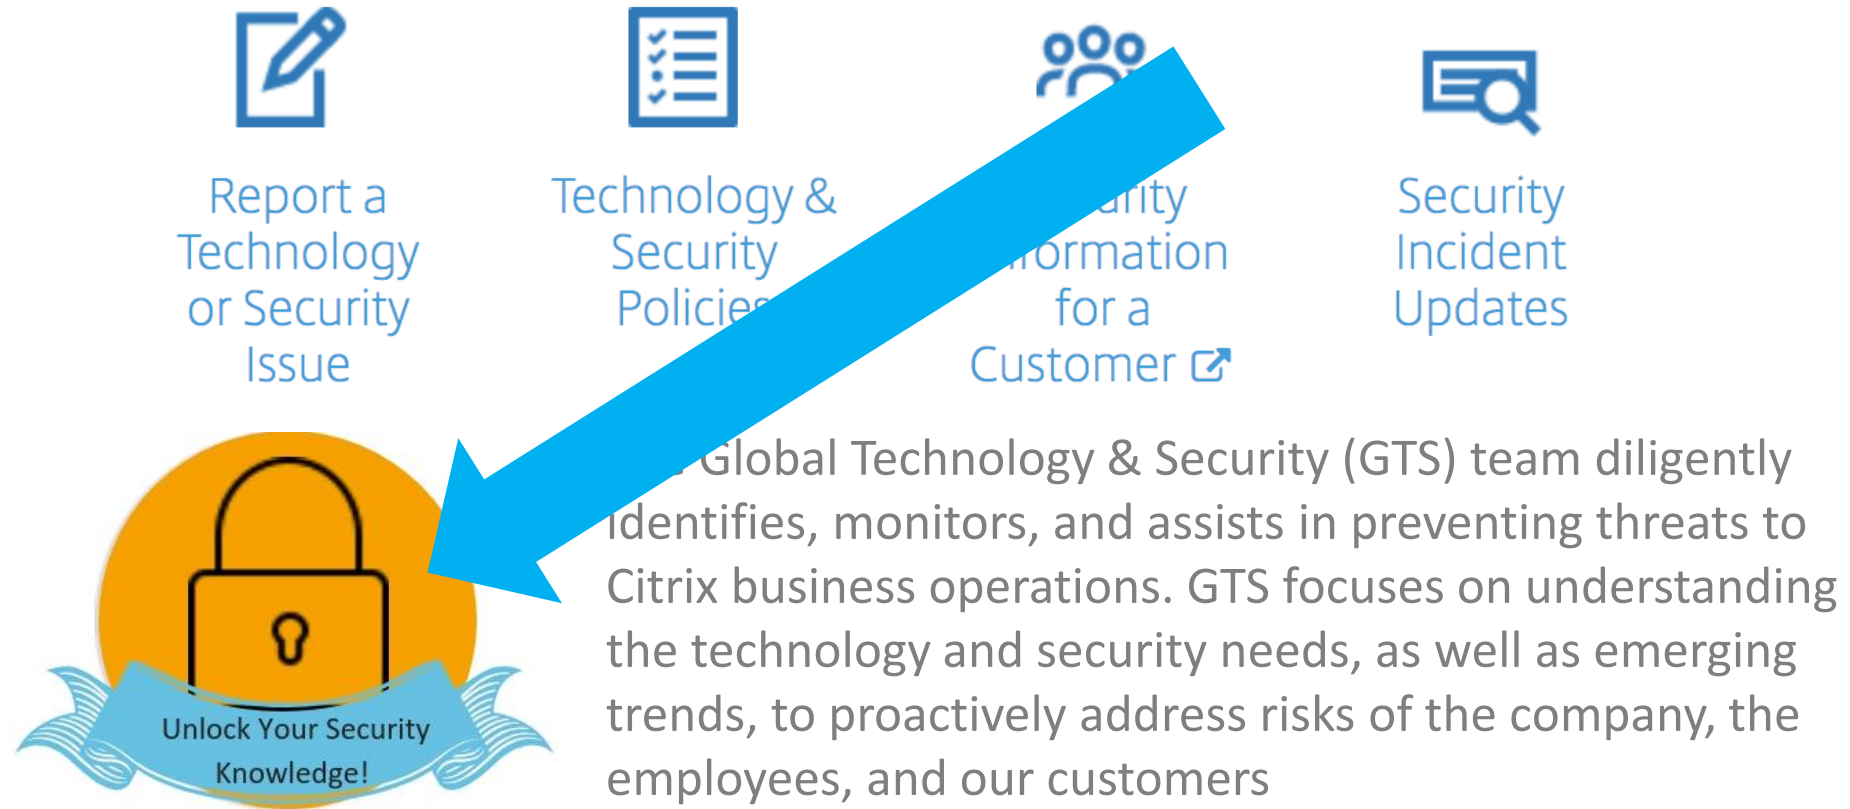 Report a
Technology
or Security
Issue
Technology &
Security
Policies
for a
Customer
Security
Incident
Updates
Global Technology & Security (GTS) team diligently
identifies, monitors, and assists in preventing threats to
Citrix business operations. GTS focuses on understanding
the technology and security needs, as well as emerging
trends, to proactively address risks of the company, the
employees, and our customers
Unlock Your Security
Knowledge!